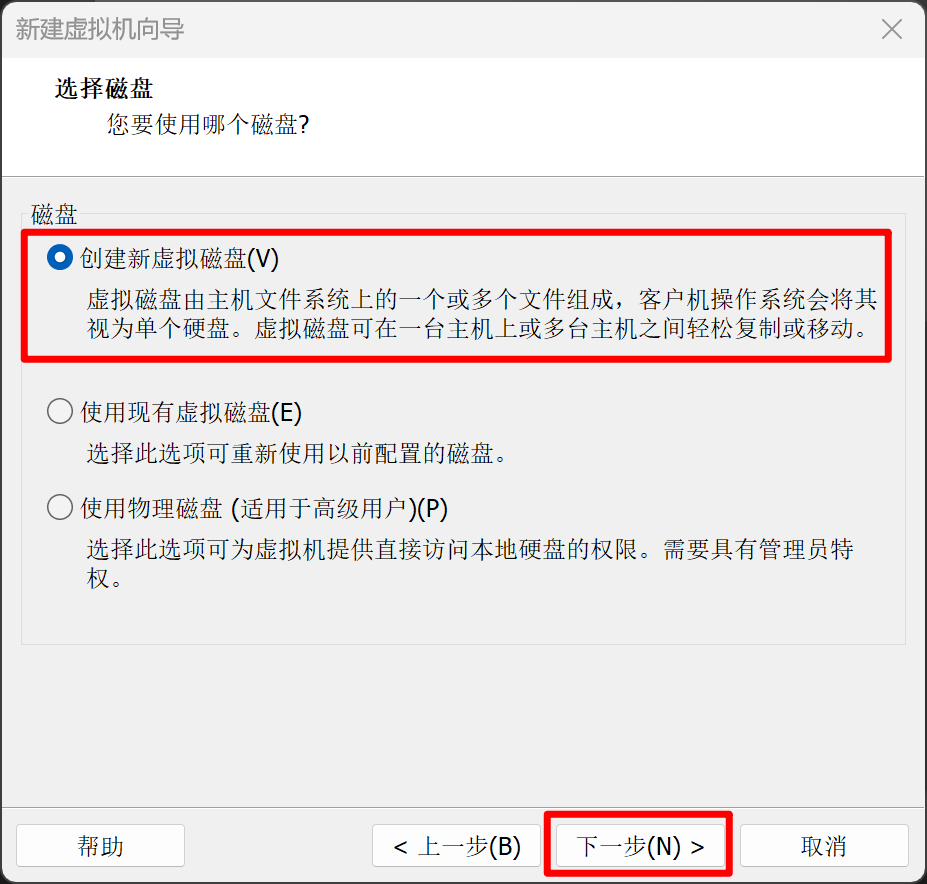 新建虚拟机向导
选择磁盘
您要使用哪个磁盘?
磁盘
创建新虚拟磁盘(V)
虚拟磁盘由主机文件系统上的一个或多个文件组成，客户机操作系统会将其
视为单个硬盘。虚拟磁盘可在一台主机上或多台主机之间轻松复制或移动。
使用现有虚拟磁盘(E)
选择此选项可重新使用以前配置的磁盘。
使用物理磁盘 (适用于高级用户)(P)
选择此选项可为虚拟机提供直接访问本地硬盘的权限。需要具有管理员特
权。
帮助
< 上一步(B)
下一步(N) >
取消